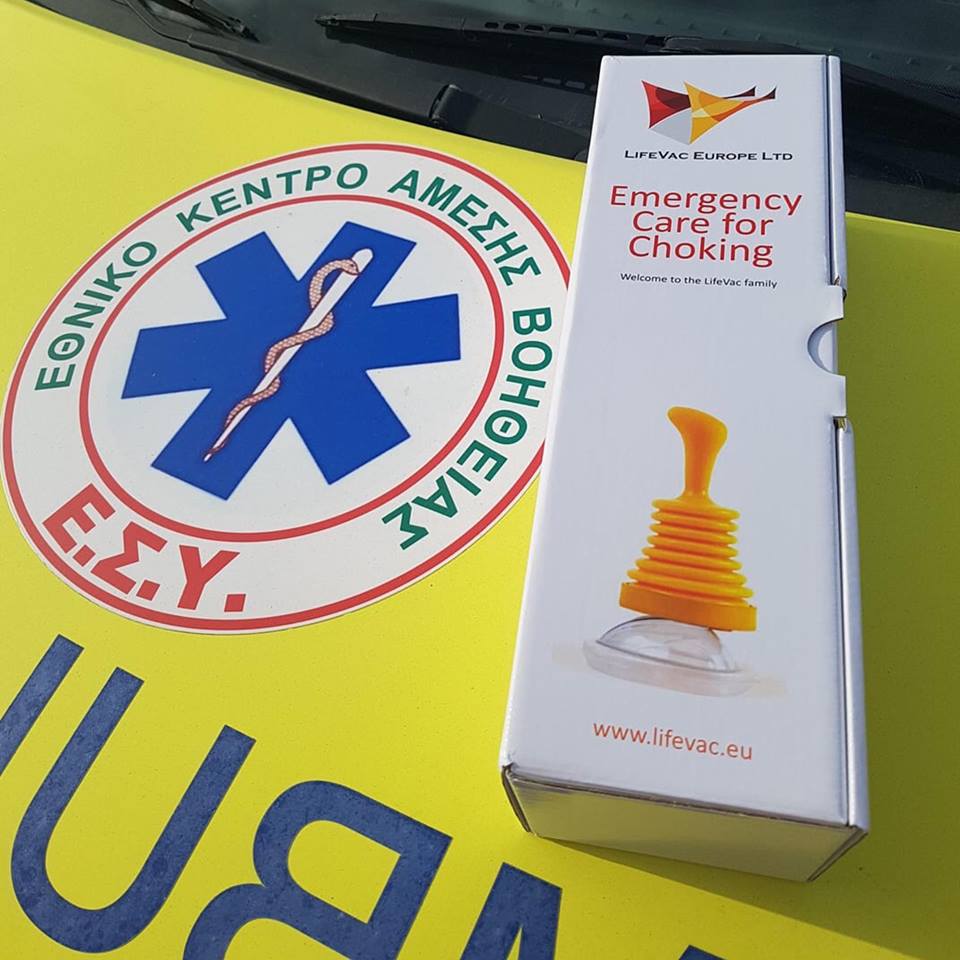 ΕΘΝΙΚΟ ΚΕΝΤΡΟ ΑΜΕΣΗΣ ΒΟΗΘΕΙΑΣ
Ε.Σ.Υ.
LIFEVAC EUROPE LTD
Emergency
Care for
Choking
Welcome to the LifeVac family
www.lifevac.eu
UB